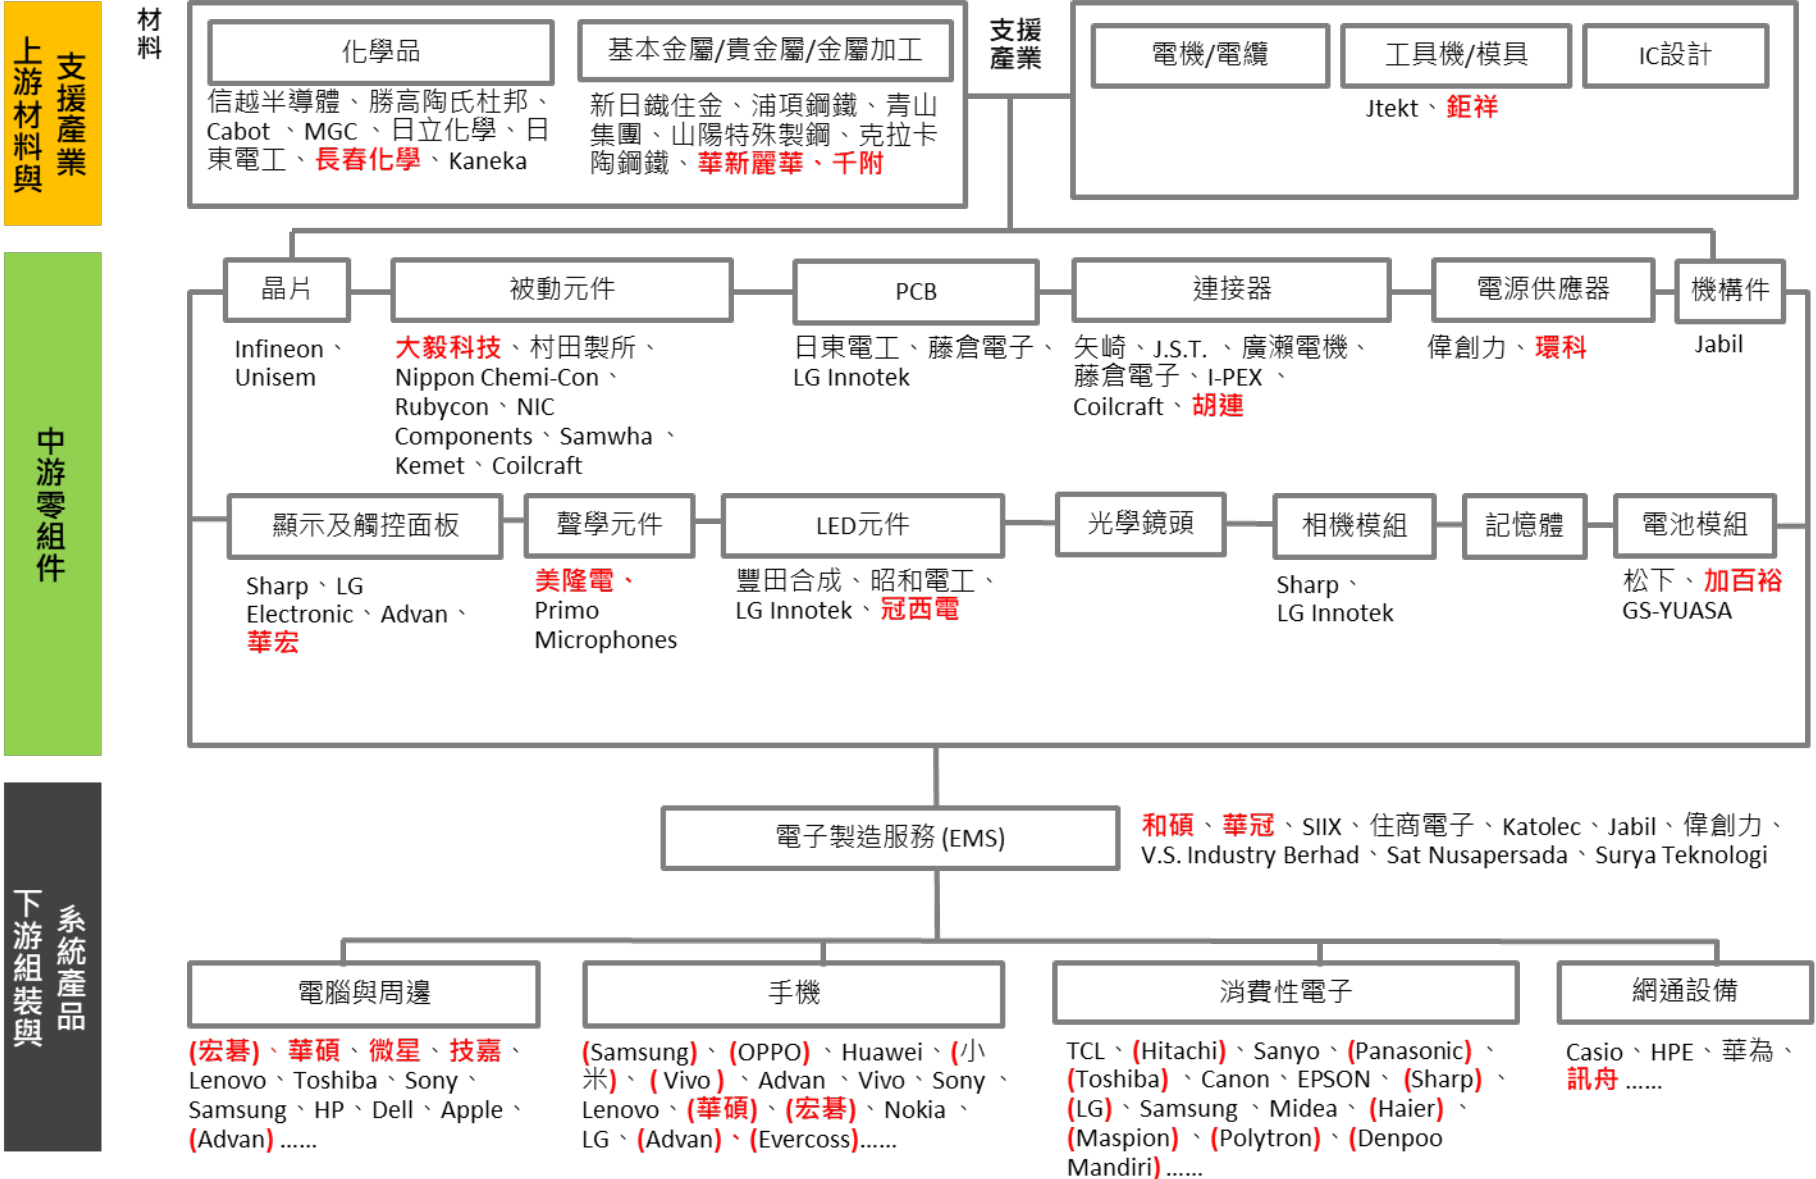 上游材料與
支援產業
材料
化學品
信越半導體、勝高陶氏杜邦、
Cabot、MGC、日立化學、日
東電工、長春化學、Kaneka
基本金屬/貴金屬/金屬加工
新日鐵住金、浦項鋼鐵、青山
集團、山陽特殊製鋼、克拉卡
陶鋼鐵、華新麗華、千附
支援
產業
電機/電纜
工具機/模具
Jtekt、鉅祥
IC設計
中游零組件
晶片
Infineon、
Unisem
被動元件
大毅科技、村田製所、
Nippon Chemi-Con、
Rubycon、NIC
Components、Samwha、
Kemet、Coilcraft
PCB
日東電工、藤倉電子、
LG Innotek
連接器
矢崎、J.S.T.、廣瀨電機、
藤倉電子、I-PEX、
Coilcraft、胡連
電源供應器
偉創力、環科
機構件
Jabil
顯示及觸控面板
Sharp、LG
Electronic、Advan、
華宏
聲學元件
美隆電、
Primo
Microphones
LED元件
豐田合成、昭和電工、
LG Innotek、冠西電
光學鏡頭
相機模組
Sharp、
LG Innotek
記憶體
電池模組
松下、加百裕
GS-YUASA
下游組裝與
系統產品
電子製造服務 (EMS)
和碩、華冠、SIIX、住商電子、Katolec、Jabil、偉創力、
V.S. Industry Berhad、Sat Nusapersada、Surya Teknologi
電腦與周邊
(宏碁)、華碩、微星、技嘉、
Lenovo、Toshiba、Sony、
Samsung、HP、Dell、Apple、
(Advan) ......
手機
(Samsung)、(OPPO)、Huawei、(小
米)、(Vivo)、Advan、Vivo、Sony、
Lenovo、(華碩)、(宏碁)、Nokia、
LG、(Advan)、(Evercoss)......
消費性電子
TCL、(Hitachi)、Sanyo、(Panasonic)、
(Toshiba)、Canon、EPSON、(Sharp)、
(LG)、Samsung、Midea、(Haier)、
(Maspion)、(Polytron)、(Denpoo
Mandiri) ......
網通設備
Casio、HPE、華為、
訊舟 ......